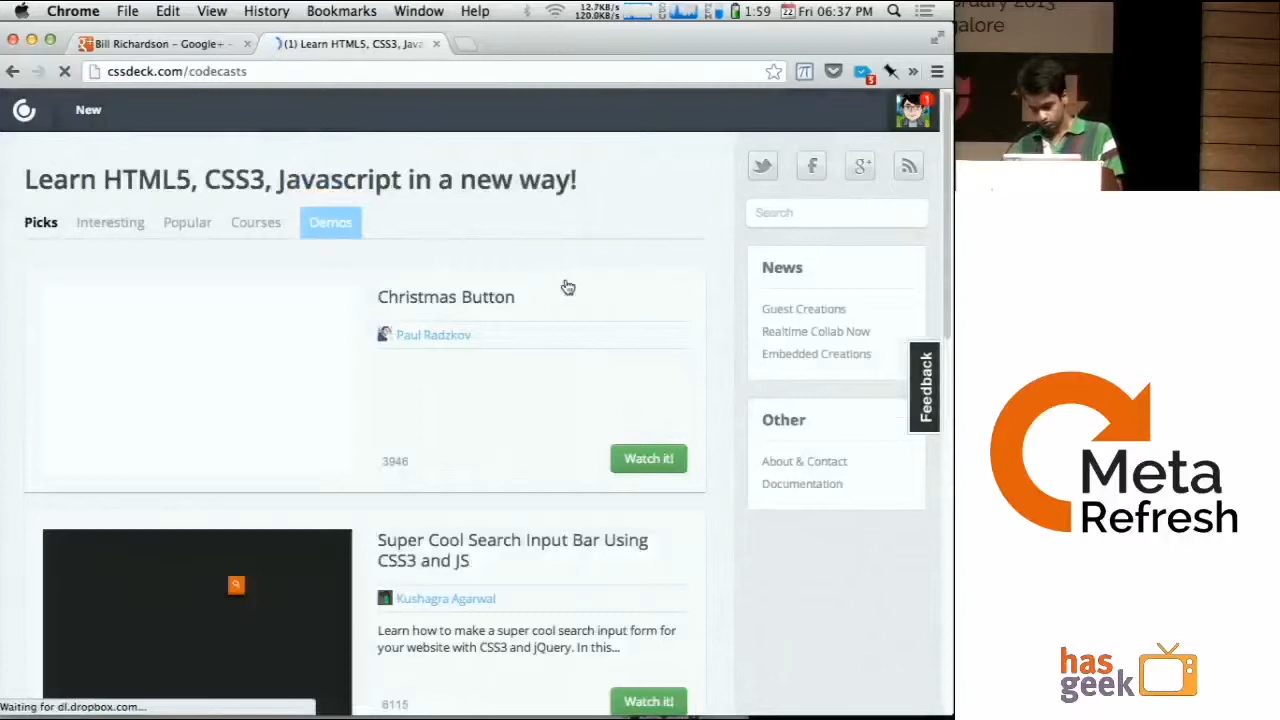 Chrome File Edit View History Bookmarks Window Help
12.7KB/s
120.0KB/s
1:59
Fri 06:37 PM
Bill Richardson – Google+
(1) Learn HTML5, CSS3, Java
cssdeck.com/codecasts
3
New
1
Learn HTML5, CSS3, Javascript in a new way!
Picks Interesting Popular Courses Demos
Search
Christmas Button
Paul Radzkov
3946
Watch it!
Super Cool Search Input Bar Using
CSS3 and JS
Kushagra Agarwal
Learn how to make a super cool search input form for
your website with CSS3 and jQuery. In this...
6115
Watch it!
News
Guest Creations
Realtime Collab Now
Embedded Creations
Feedback
Other
About & Contact
Documentation
Waiting for dl.dropbox.com...
2013
galore
Meta
Refresh
has
geek